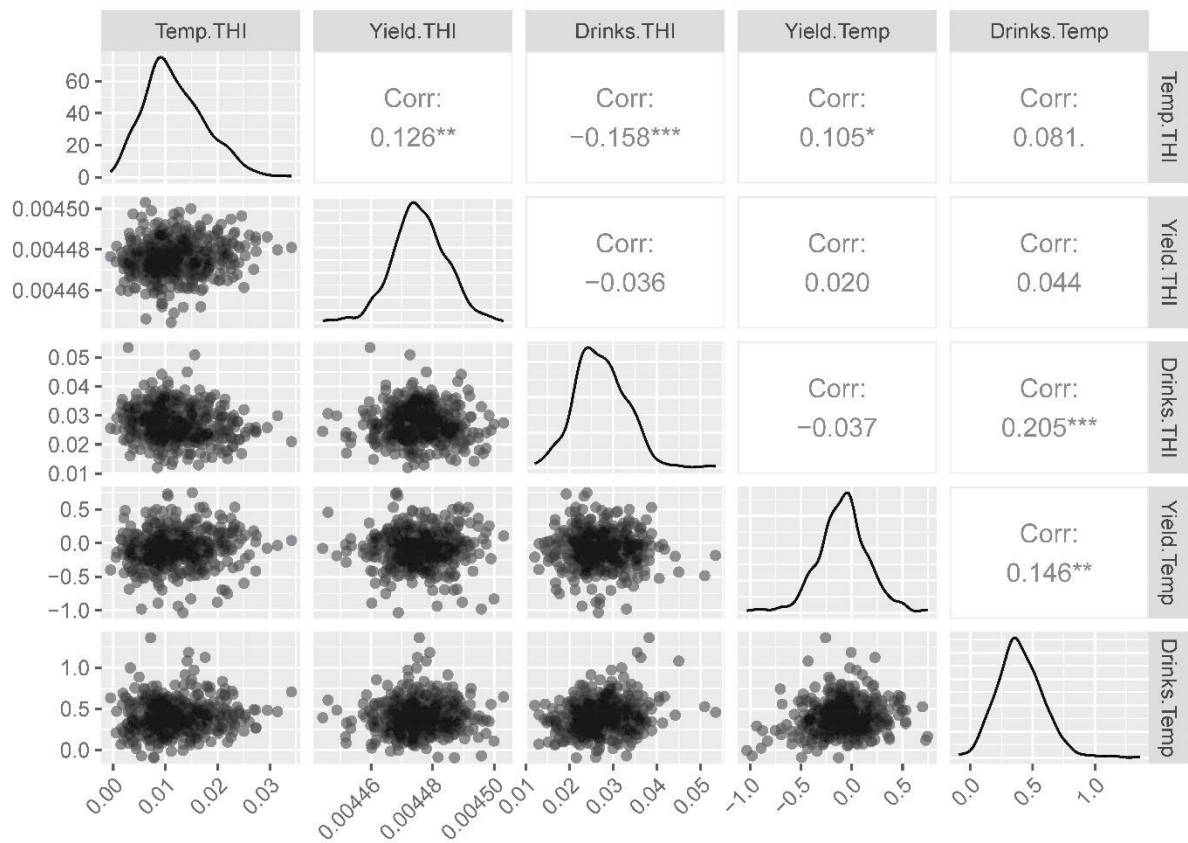 Temp.THI Yield.THI Drinks.THI Yield.Temp Drinks.Temp
60
40
20
0
Corr:
0.126**
Corr:
−0.158***
Corr:
0.105*
Corr:
0.081.
Temp.THI
0.00450
0.00448
0.00446
Corr:
−0.036
Corr:
0.020
Corr:
0.044
Yield.THI
0.05
0.04
0.03
0.02
0.01
Corr:
−0.037
Corr:
0.205***
Drinks.THI
0.5
0.0
−0.5
−1.0
Corr:
0.146**
Yield.Temp
1.0
0.5
0.0
Drinks.Temp
0.00 0.01 0.02 0.03 0.00446 0.00448 0.00450 0.01 0.02 0.03 0.04 0.05 −1.0 −0.5 0.0 0.5 0.0 0.5 1.0